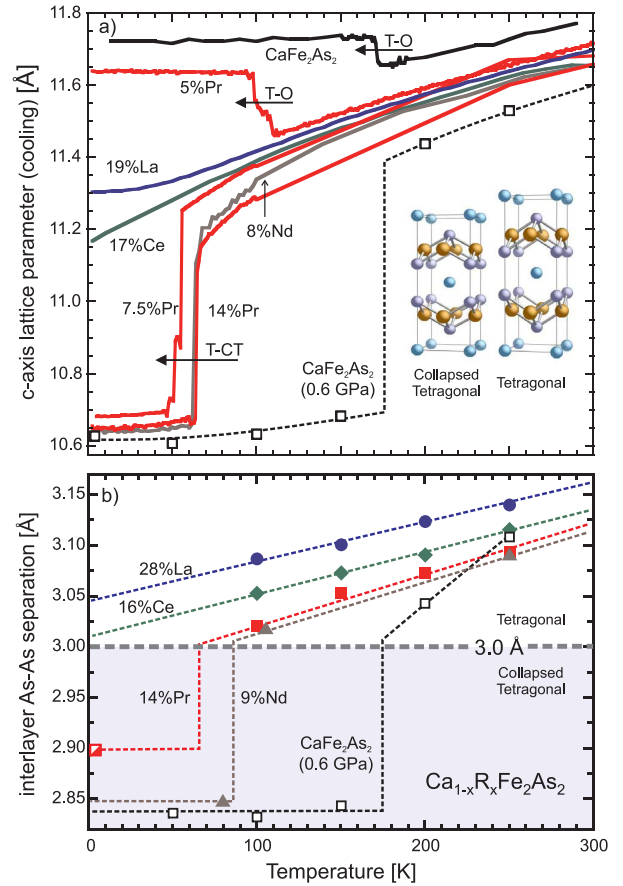 a)
c-axis lattice parameter (cooling) [Å]
11.8
11.6
11.4
11.2
11.0
10.8
10.6
T-O
CaFe₂As₂
5%Pr
T-O
19%La
17%Ce
8%Nd
7.5%Pr
14%Pr
T-CT
CaFe₂As₂
(0.6 GPa)
Collapsed
Tetragonal
Tetragonal
b)
interlayer As-As separation [Å]
3.15
3.10
3.05
3.00
2.95
2.90
2.85
28%La
16%Ce
Tetragonal
3.0 Å
Collapsed
Tetragonal
14%Pr
9%Nd
CaFe₂As₂
(0.6 GPa)
Ca₁₋ₓRₓFe₂As₂
0
100
200
300
Temperature [K]